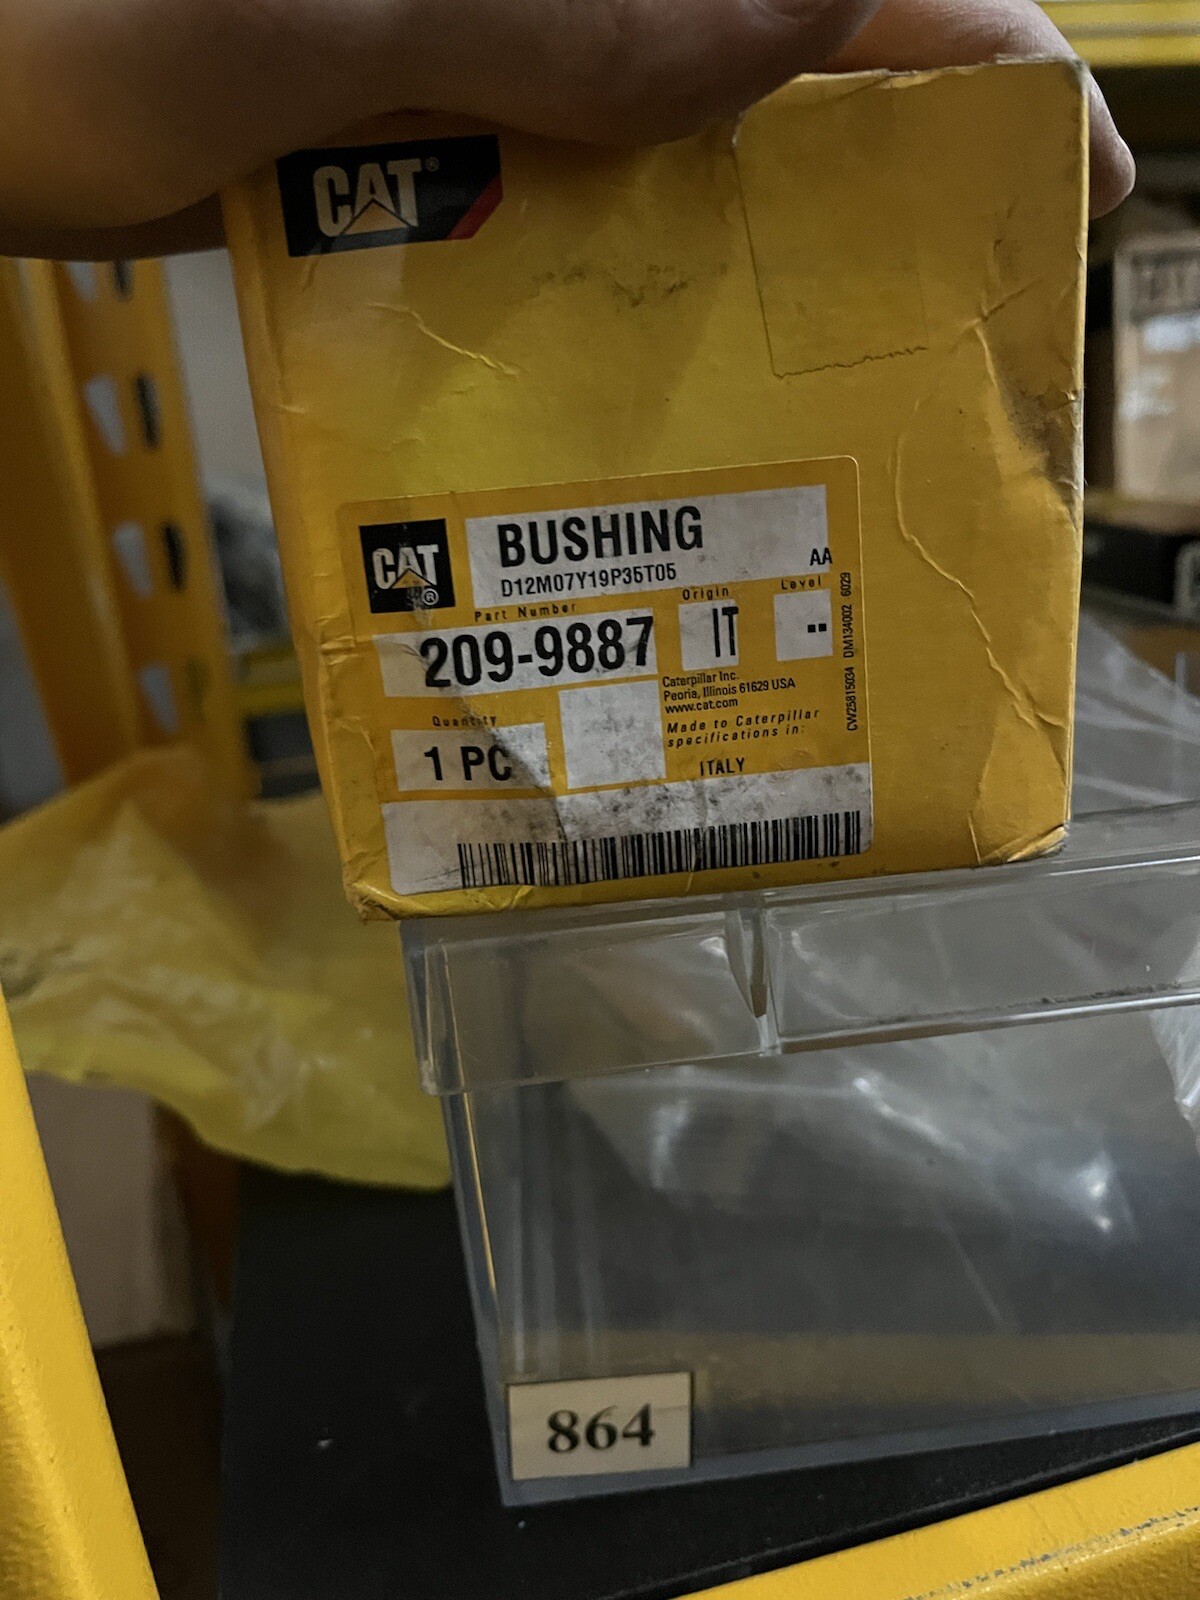 CAT®
CAT®
BUSHING
D12M07Y19P35T05
AA
Part Number
Origin
Level
209-9887
IT
--
Caterpillar Inc.
Peoria, Illinois 61629 USA
www.cat.com
Quantity
1 PC
Made to Caterpillar
specifications in:
ITALY
CW25815034 DM134002 6029
864